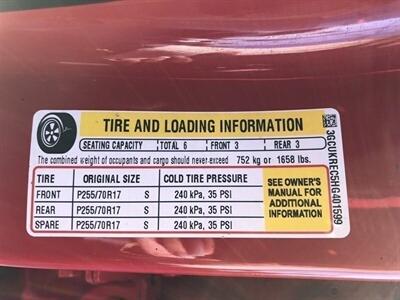 TIRE AND LOADING INFORMATION
SEATING CAPACITY TOTAL 6 FRONT 3 REAR 3
The combined weight of occupants and cargo should never exceed 752 kg or 1658 lbs.
TIRE ORIGINAL SIZE COLD TIRE PRESSURE
FRONT P255/70R17 S 240 kPa, 35 PSI
REAR P255/70R17 S 240 kPa, 35 PSI
SPARE P255/70R17 S 240 kPa, 35 PSI
SEE OWNER'S
MANUAL FOR
ADDITIONAL
INFORMATION
3GCUKREC5HG401599